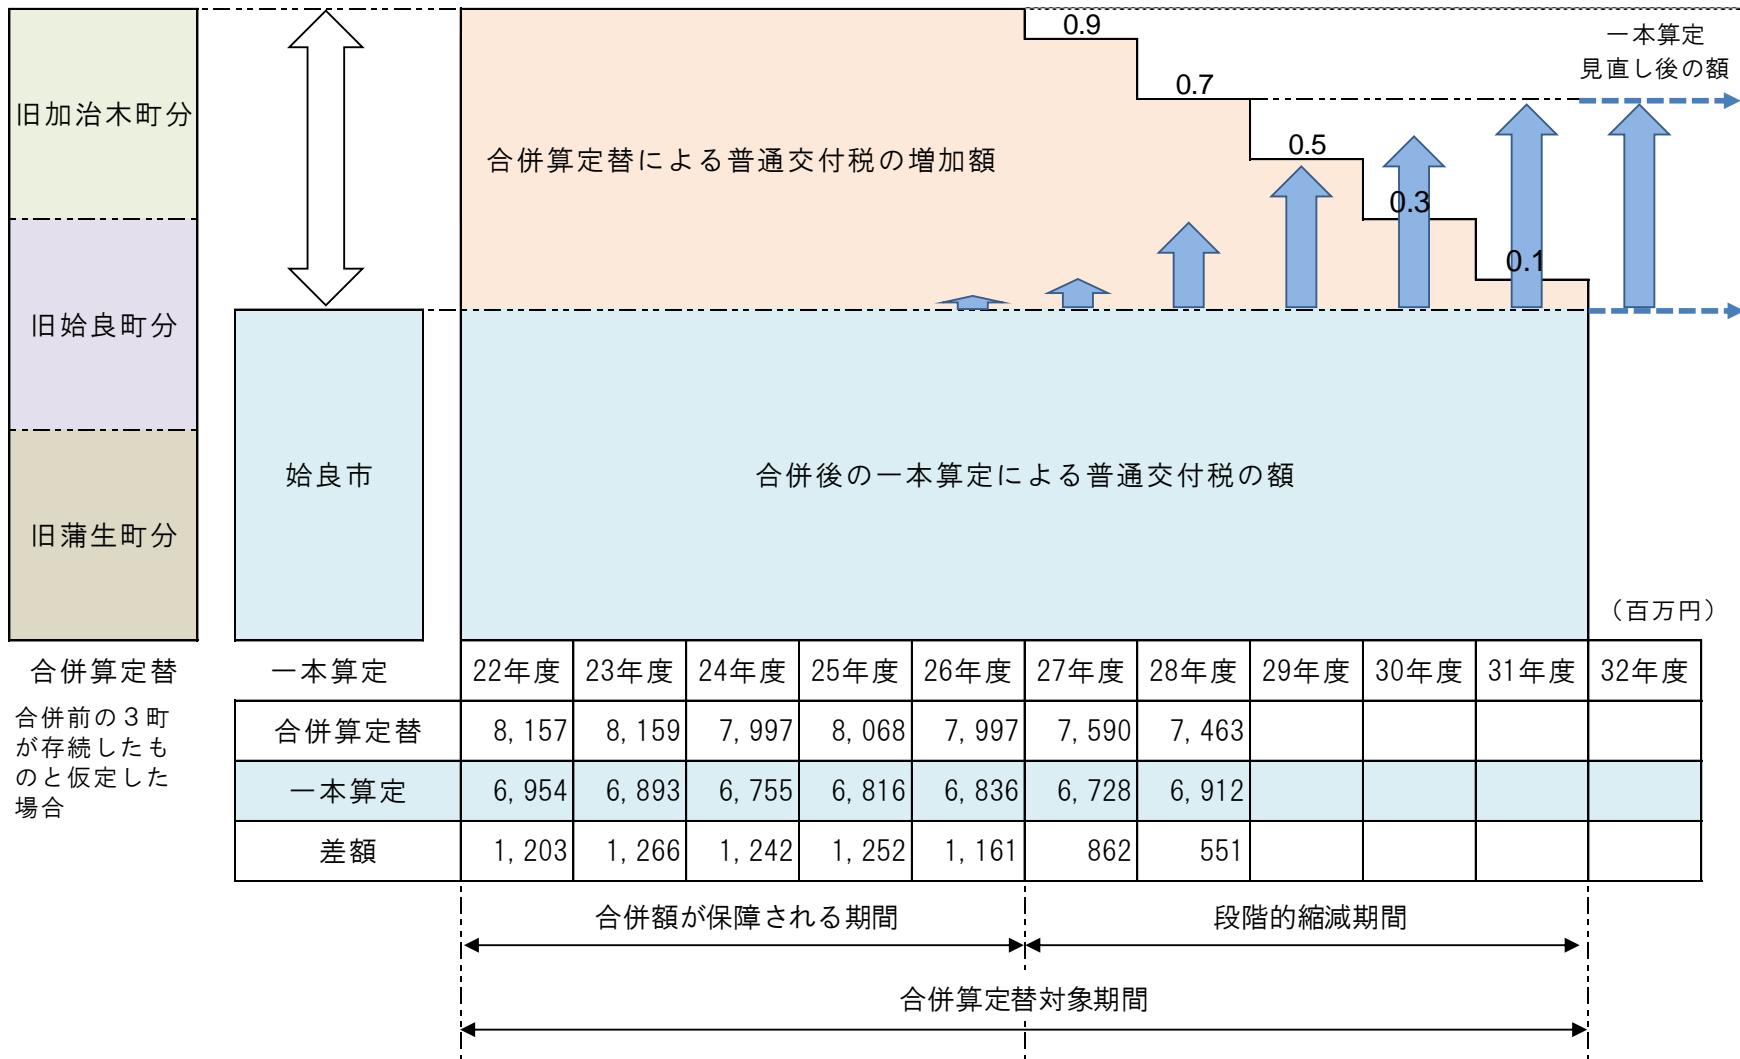 0.9
一本算定
見直し後の額
0.7
旧加治木町分
合併算定替による普通交付税の増加額
0.5
0.3
0.1
旧姶良町分
姶良市
合併後の一本算定による普通交付税の額
旧蒲生町分
（百万円）
合併算定替
一本算定
22年度 23年度 24年度 25年度 26年度 27年度 28年度 29年度 30年度 31年度 32年度
合併前の３町
が存続したも
のと仮定した
場合
合併算定替 8,157 8,159 7,997 8,068 7,997 7,590 7,463
一本算定 6,954 6,893 6,755 6,816 6,836 6,728 6,912
差額 1,203 1,266 1,242 1,252 1,161 862 551
合併額が保障される期間
段階的縮減期間
合併算定替対象期間